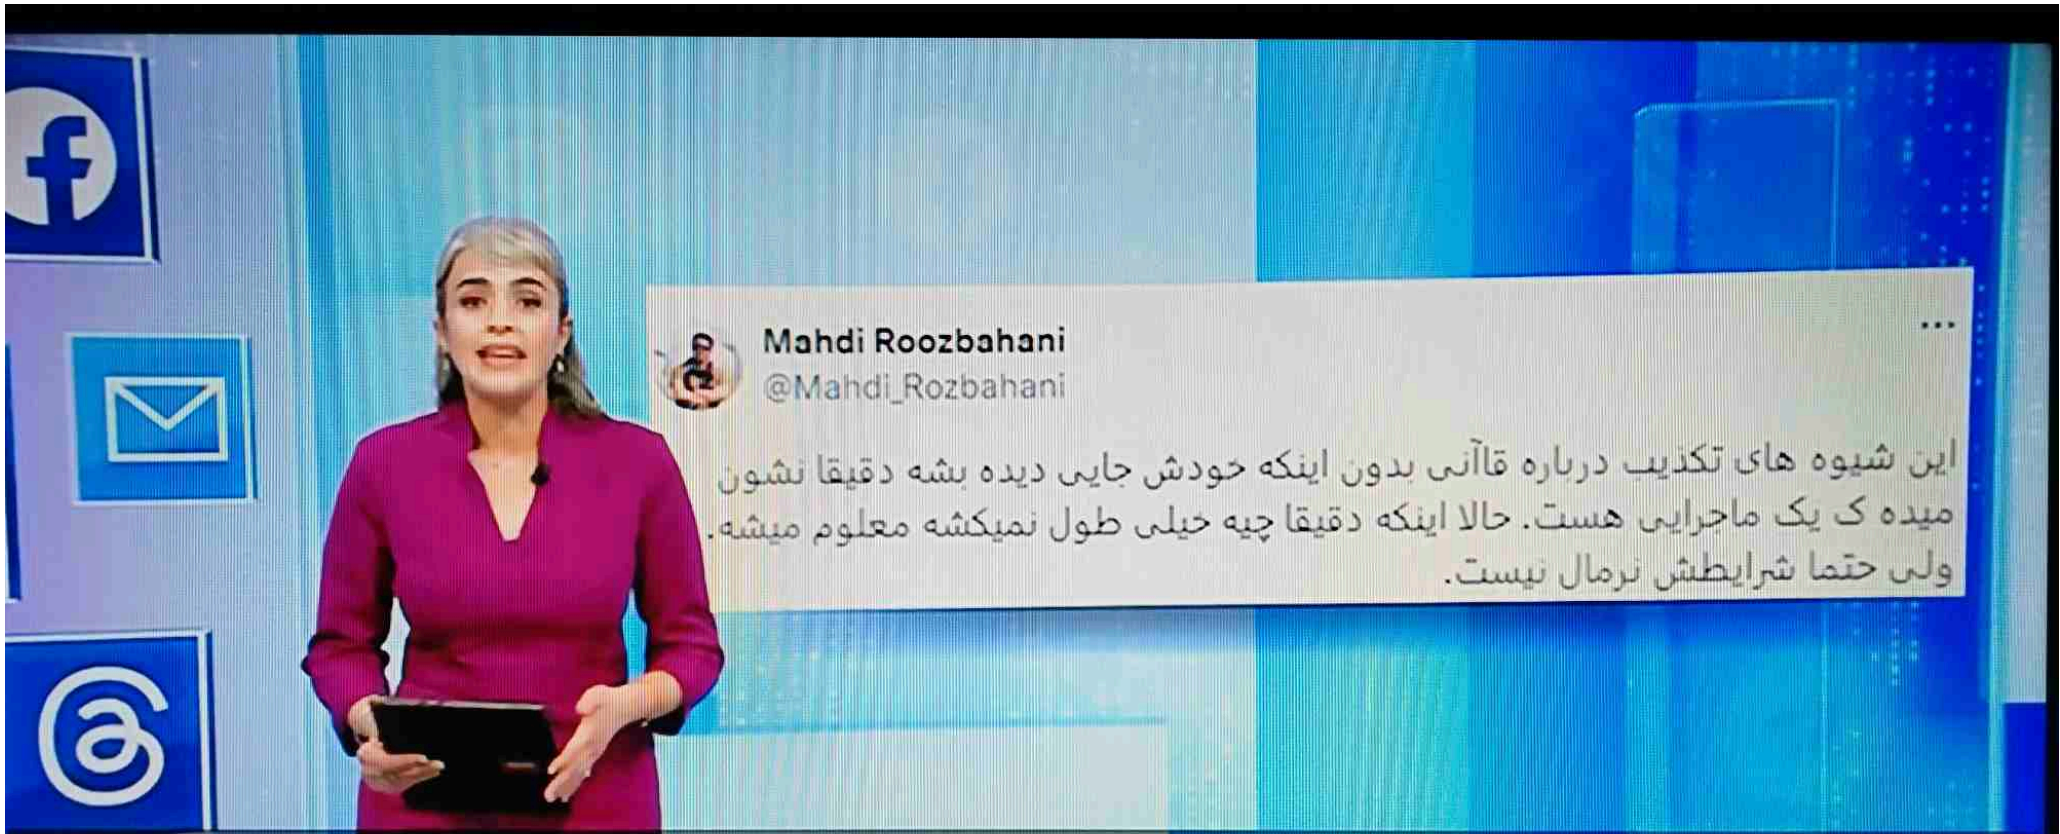 Mahdi Roozbahani
@Mahdi_Rozbahani
این شیوه های تکذیب درباره قاآنی بدون اینکه خودش جایی دیده بشه دقیقا نشون
میده ک یک ماجرایی هست. حالا اینکه دقیقا چیه خیلی طول نمیکشه معلوم میشه.
ولی حتما شرایطش نرمال نیست.